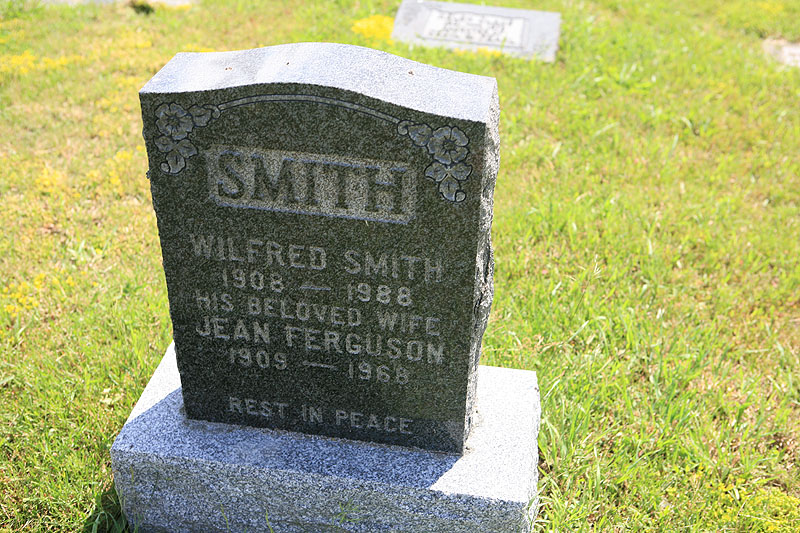 SMITH
WILFRED SMITH
1908 — 1988
HIS BELOVED WIFE
JEAN FERGUSON
1909 — 1968
REST IN PEACE